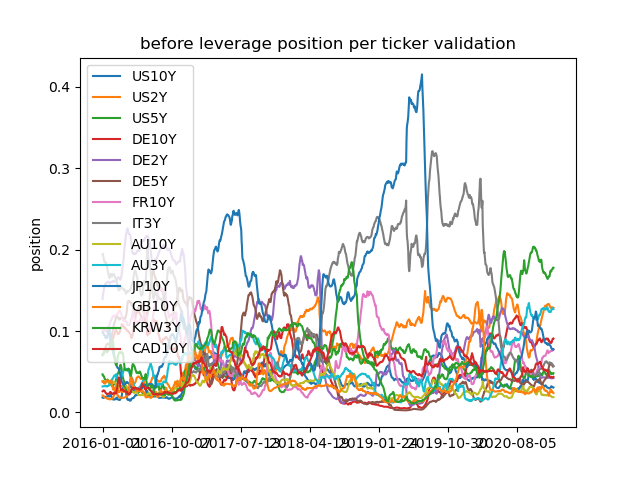 before leverage position per ticker validation
US10Y
US2Y
US5Y
DE10Y
DE2Y
DE5Y
FR10Y
IT3Y
AU10Y
AU3Y
JP10Y
GB10Y
KRW3Y
CAD10Y
0.4
0.3
0.2
0.1
0.0
position
2016-01-01 2016-10-07 2017-07-13 2018-04-19 2019-01-24 2019-10-30 2020-08-05